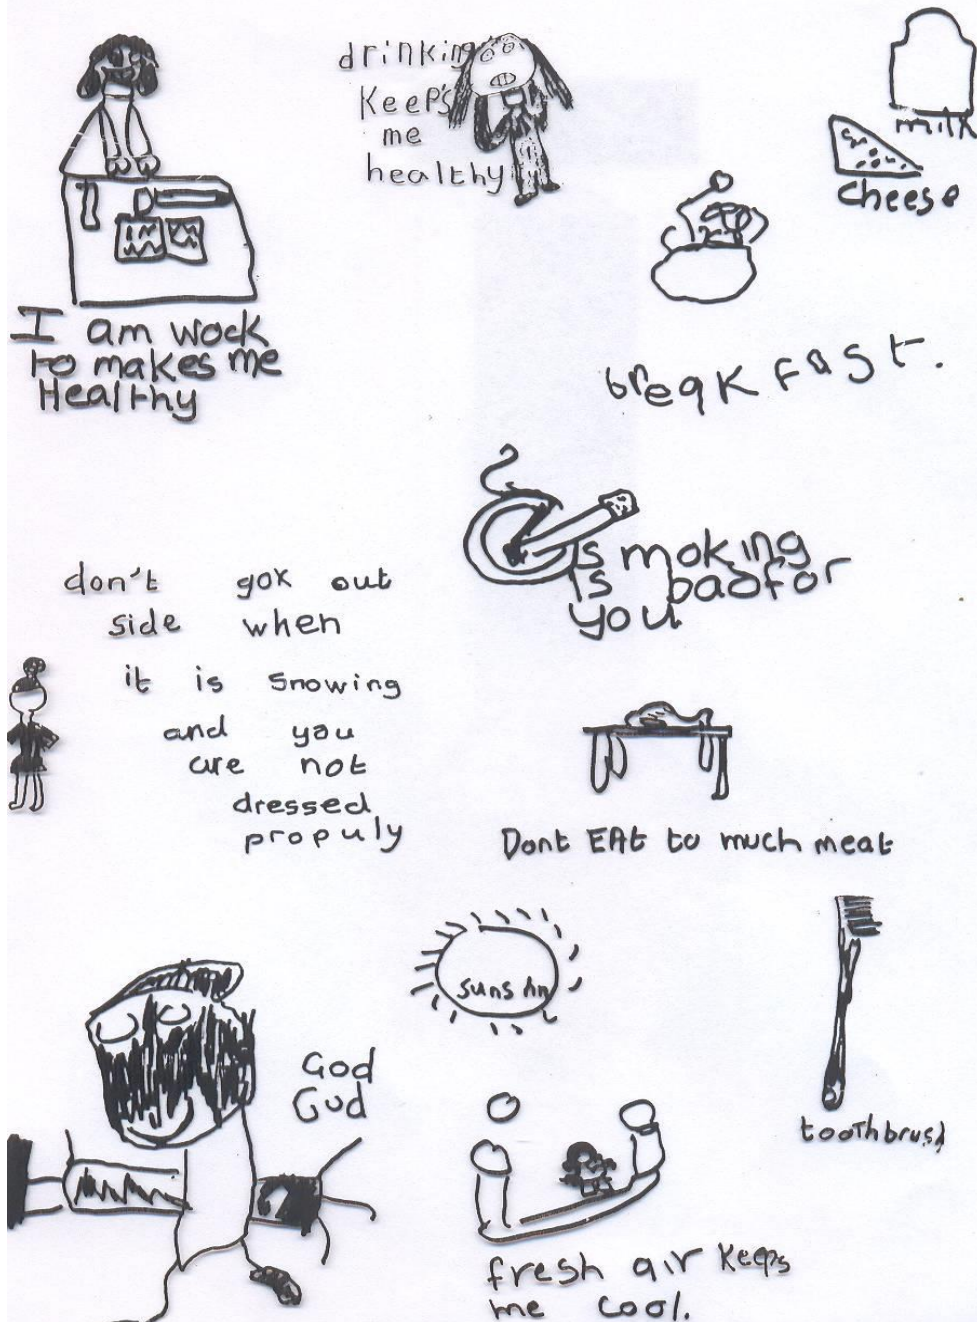 drinking
keep's
me
healthy
milk
cheese
I am wock
to makes me
Healthy
breakfast.
smoking
is badfor
you
don't gox out
side when
it is snowing
and you
are not
dressed
propuly
Dont EAt to much meat
suns hn
God
Gud
toothbrush
fresh air keeps
me cool.